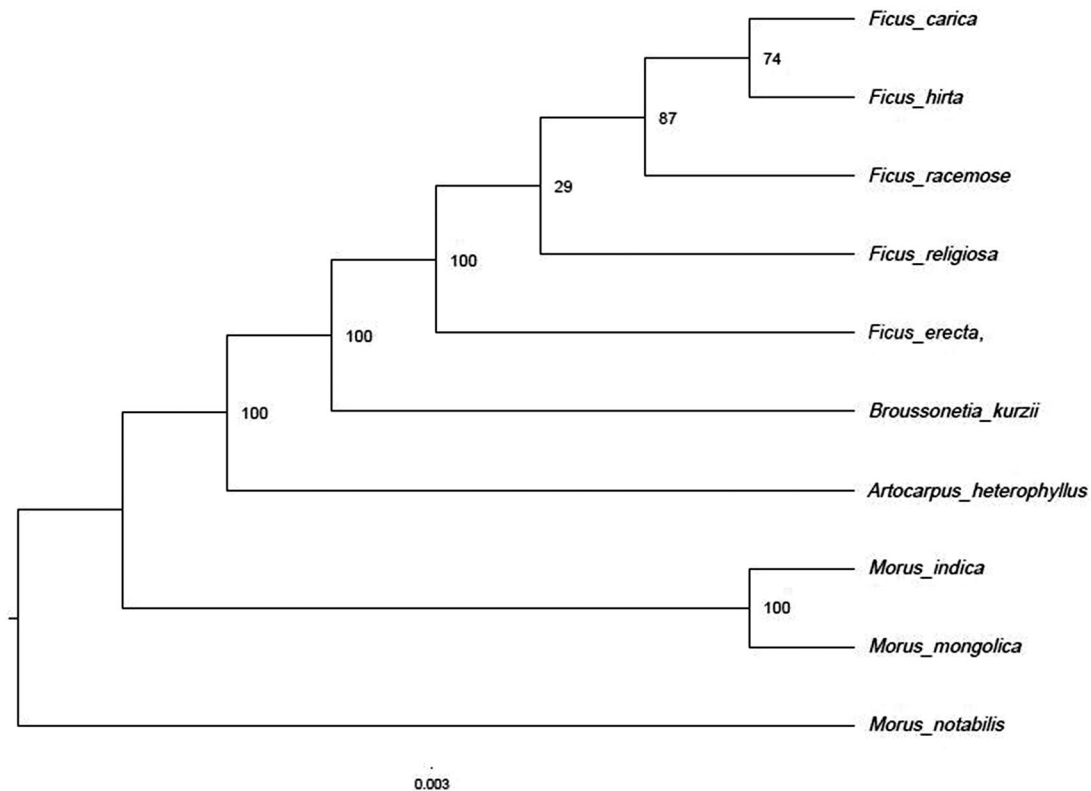 Ficus_carica
74
Ficus_hirta
87
Ficus_racemose
29
Ficus_religiosa
100
Ficus_erecta,
100
Broussonetia_kurzii
100
Artocarpus_heterophyllus
Morus_indica
100
Morus_mongolica
Morus_notabilis
0.003